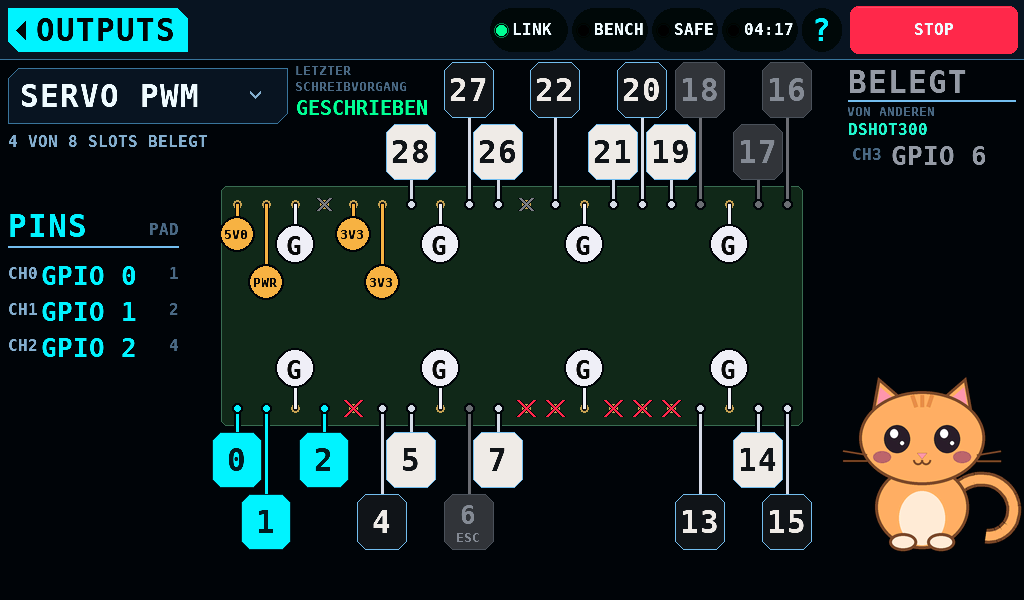 OUTPUTS
LINK
BENCH
SAFE
04:17
?
STOP
SERVO PWM
LETZTER
SCHREIBVORGANG
GESCHRIEBEN
4 VON 8 SLOTS BELEGT
27
22
20
18
16
28
26
21
19
17
BELEGT
VON ANDEREN
DSHOT300
CH3 GPIO 6
PINS PAD
CH0 GPIO 0 1
CH1 GPIO 1 2
CH2 GPIO 2 4
5V0
G
3V3
G
G
G
PWR
3V3
G
G
G
G
0
2
5
7
14
1
4
6
ESC
13
15